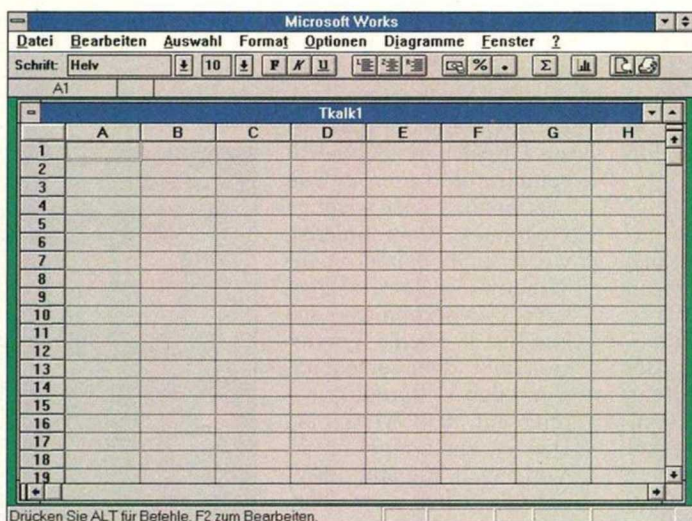 Microsoft Works
Datei Bearbeiten Auswahl Format Optionen Diagramme Fenster ?
Schrift: Helv 10 F K U % . Σ
A1
Tkalk1
A B C D E F G H
1
2
3
4
5
6
7
8
9
10
11
12
13
14
15
16
17
18
19
Drücken Sie ALT für Befehle, F2 zum Bearbeiten.